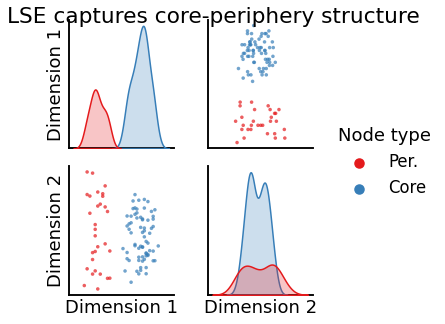 LSE captures core-periphery structure
Dimension 1
Node type
Per.
Core
Dimension 2
Dimension 1
Dimension 2